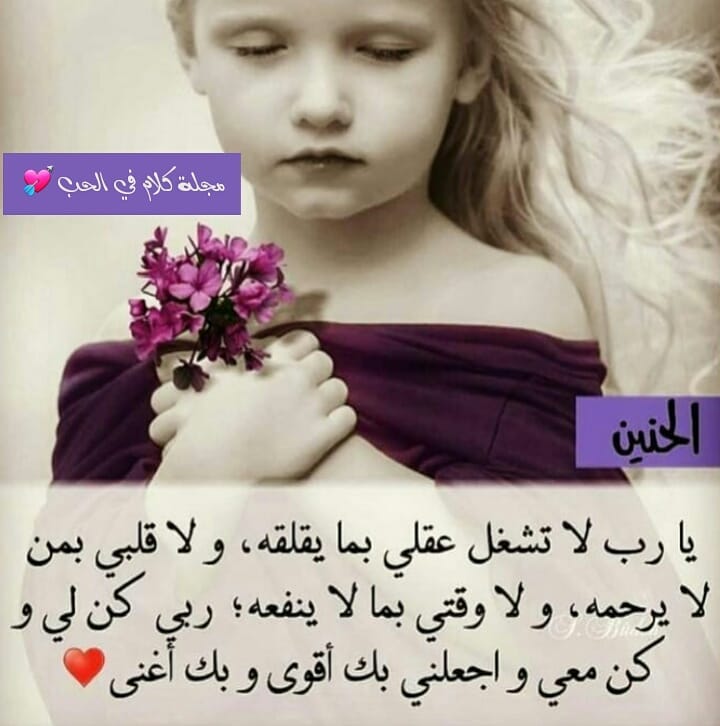 مجلة كلام في الحب 💘
الحنين
يا رب لا تشغل عقلي بما يقلقه، و لا قلبي بمن
لا يرحمه، و لا وقتي بما لا ينفعه؛ ربي كن لي و
كن معي و اجعلني بك أقوى و بك أغنى ♥️